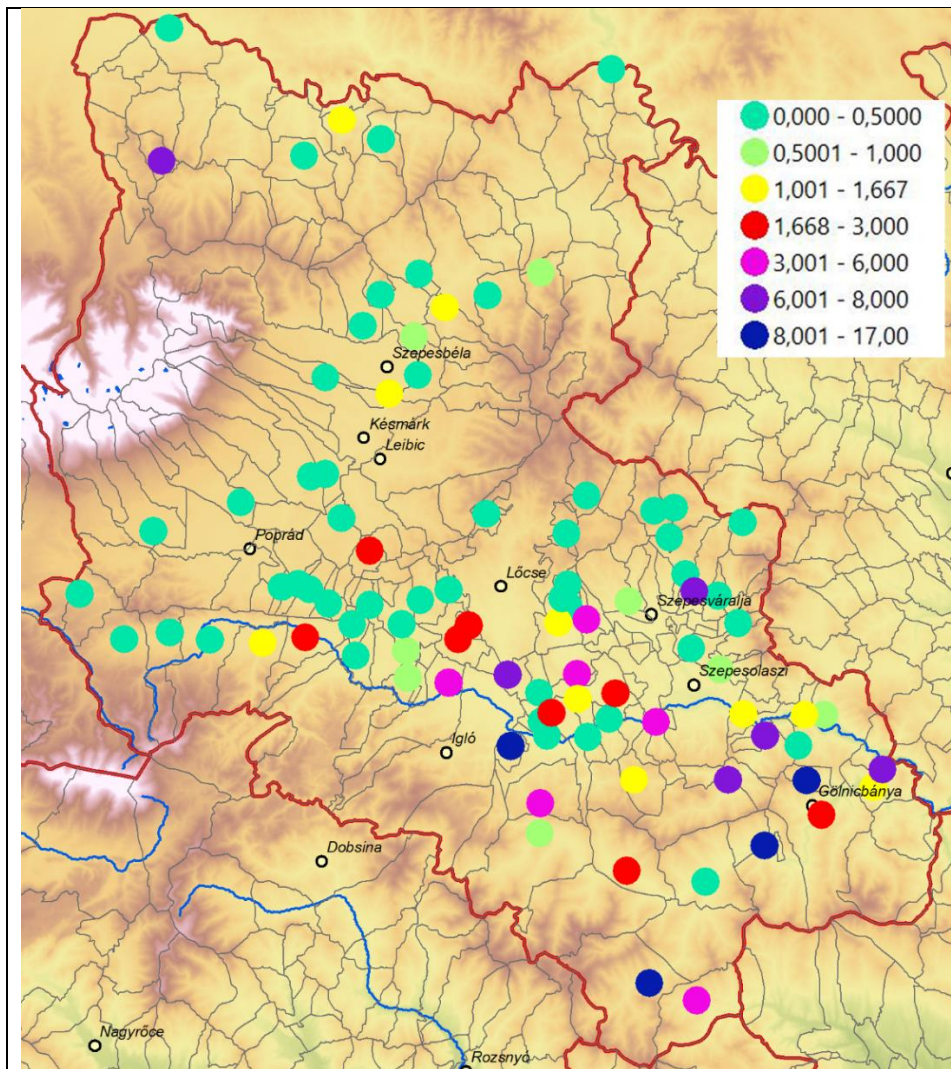 0,000 - 0,5000
0,5001 - 1,000
1,001 - 1,667
1,668 - 3,000
3,001 - 6,000
6,001 - 8,000
8,001 - 17,00
Szepesbéla
Késmárk
Leibic
Poprád
Lőcse
Szepesváralja
Szepesolaszi
Igló
Gölnicbánya
Dobsina
Nagyrőce
Rozsnyó